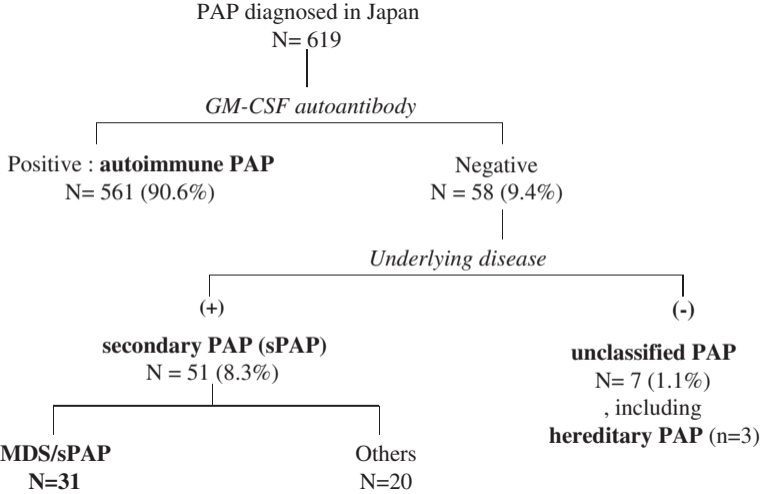 PAP diagnosed in Japan
N= 619
GM-CSF autoantibody
Positive : autoimmune PAP
N= 561 (90.6%)
Negative
N = 58 (9.4%)
Underlying disease
(+)
secondary PAP (sPAP)
N = 51 (8.3%)
(-)
unclassified PAP
N= 7 (1.1%)
, including
hereditary PAP (n=3)
MDS/sPAP
N=31
Others
N=20